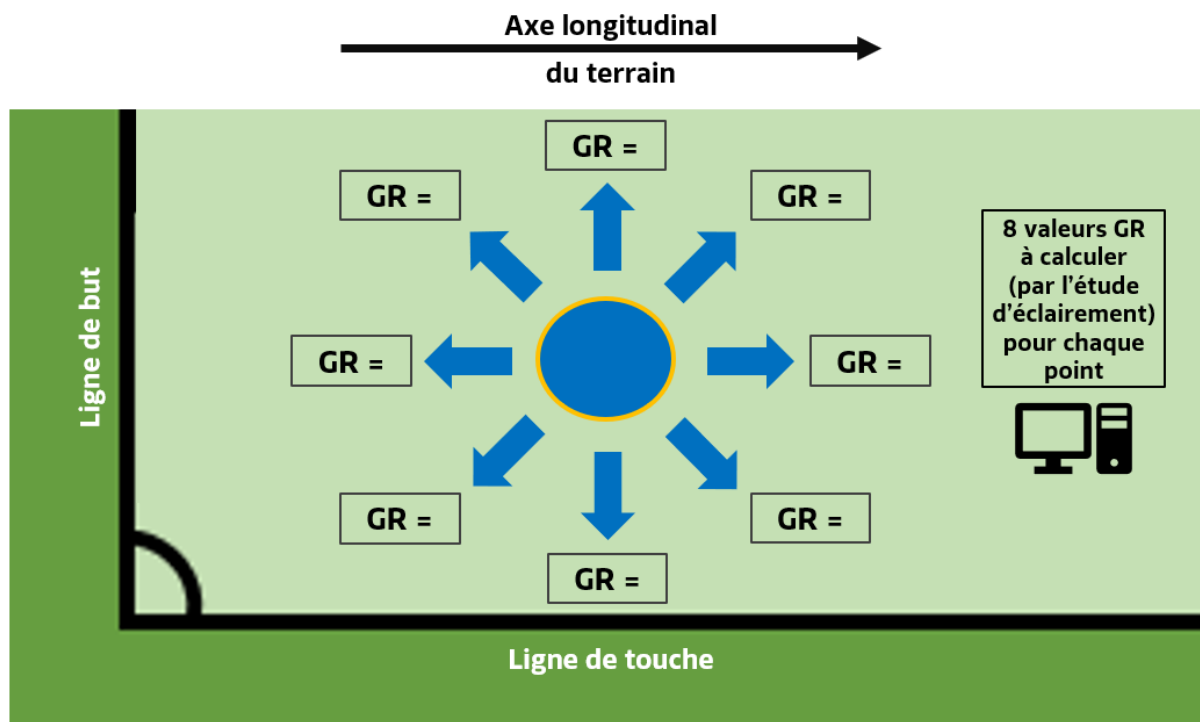 Axe longitudinal
du terrain
GR =
GR =
GR =
8 valeurs GR
à calculer
(par l'étude
d'éclairement)
pour chaque
point
Ligne de but
GR =
GR =
GR =
GR =
GR =
Ligne de touche